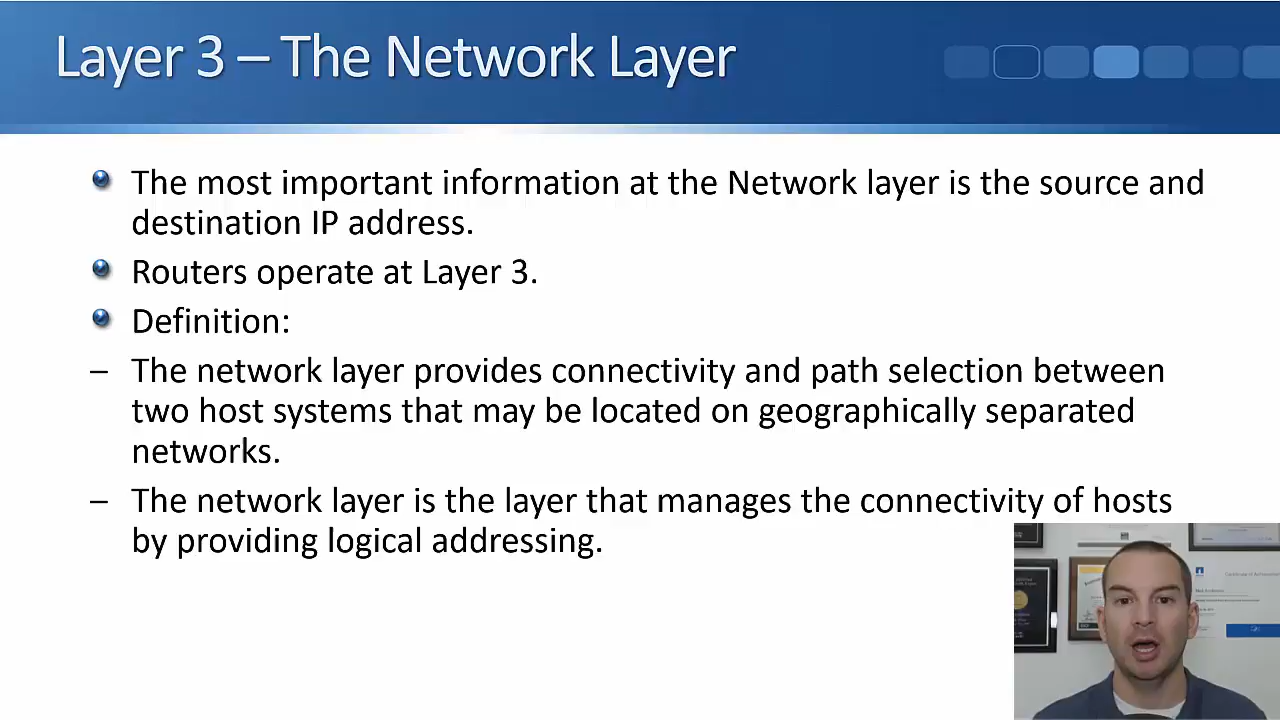 Layer 3 – The Network Layer
The most important information at the Network layer is the source and
destination IP address.
Routers operate at Layer 3.
Definition:
– The network layer provides connectivity and path selection between
two host systems that may be located on geographically separated
networks.
– The network layer is the layer that manages the connectivity of hosts
by providing logical addressing.